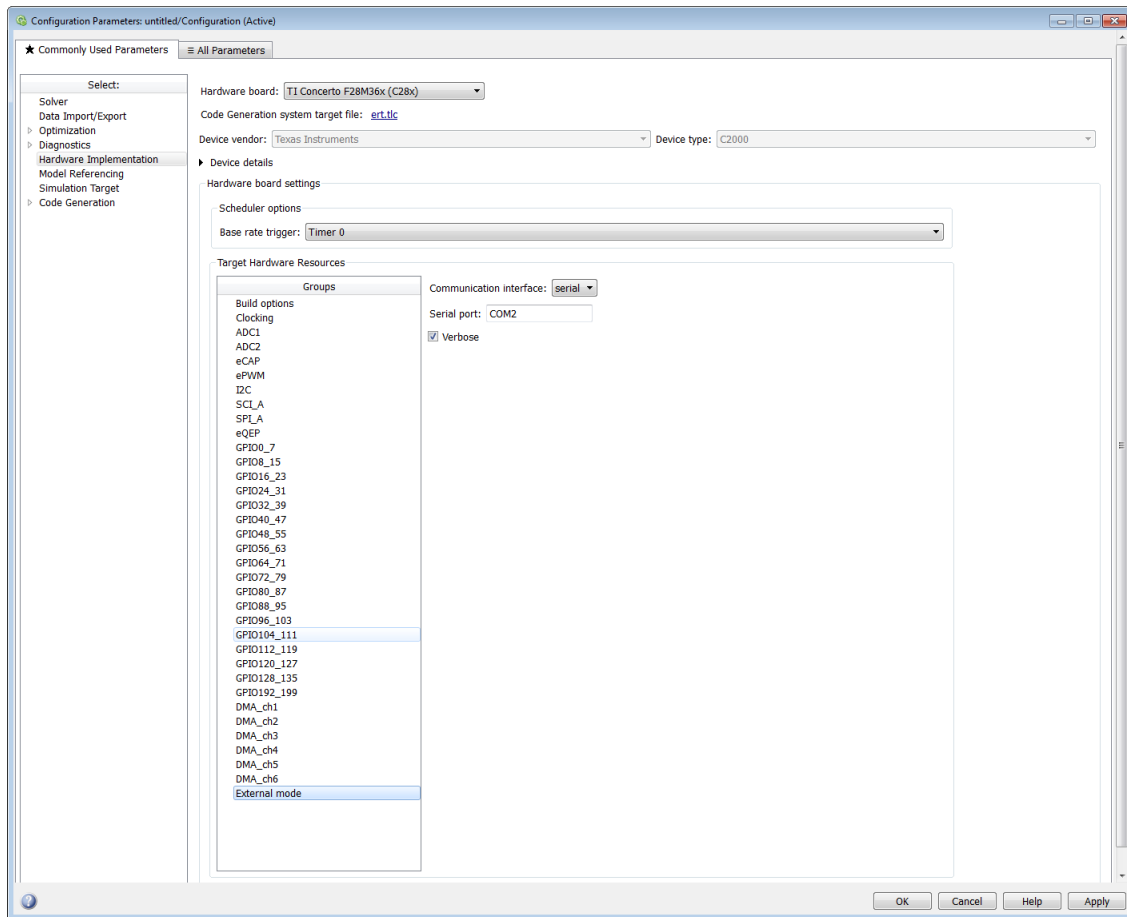 Configuration Parameters: untitled/Configuration (Active)
★ Commonly Used Parameters
≡ All Parameters
Select:
Solver
Data Import/Export
Optimization
Diagnostics
Hardware Implementation
Model Referencing
Simulation Target
Code Generation
Hardware board: TI Concerto F28M36x (C28x)
Code Generation system target file: ert.tlc
Device vendor: Texas Instruments Device type: C2000
Device details
Hardware board settings
Scheduler options
Base rate trigger: Timer 0
Target Hardware Resources
Groups
Build options
Clocking
ADC1
ADC2
eCAP
ePWM
I2C
SCI_A
SPI_A
eQEP
GPIO0_7
GPIO8_15
GPIO16_23
GPIO24_31
GPIO32_39
GPIO40_47
GPIO48_55
GPIO56_63
GPIO64_71
GPIO72_79
GPIO80_87
GPIO88_95
GPIO96_103
GPIO104_111
GPIO112_119
GPIO120_127
GPIO128_135
GPIO192_199
DMA_ch1
DMA_ch2
DMA_ch3
DMA_ch4
DMA_ch5
DMA_ch6
External mode
Communication interface: serial
Serial port: COM2
Verbose
OK Cancel Help Apply